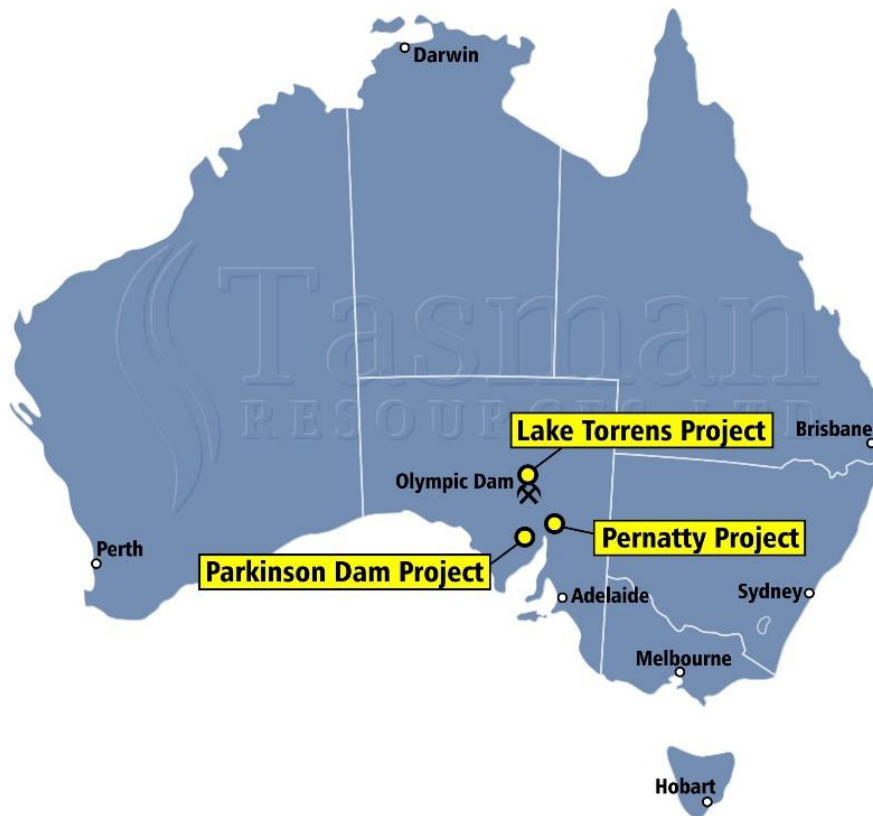 Darwin
Tasman
RESOURCES LTD
Lake Torrens Project
Brisbane
Olympic Dam
Pernatty Project
Perth
Parkinson Dam Project
Adelaide
Sydney
Melbourne
Hobart